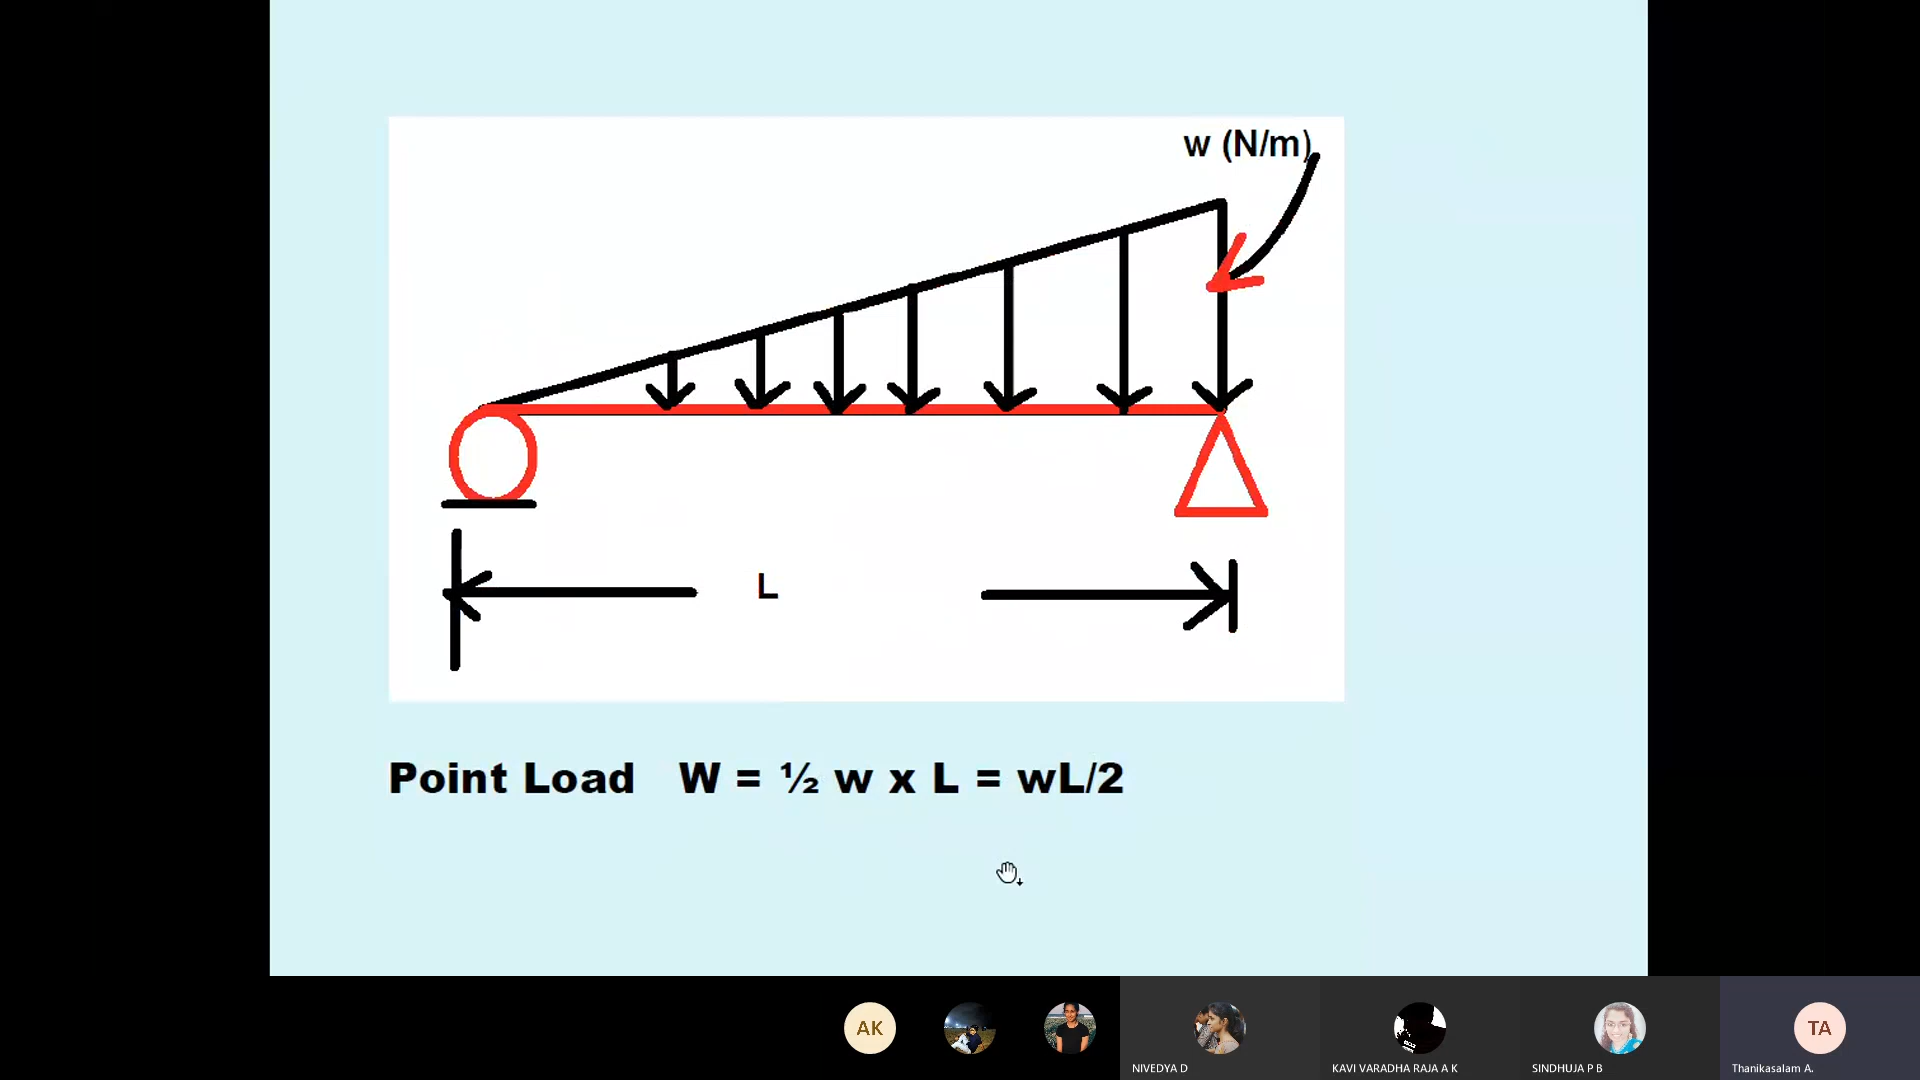 w (N/m)
L
Point Load W = ½ w x L = wL/2
AK
TA
NIVEDYA D
KAVI VARADHA RAJA A K
SINDHUJA P B
Thanikasalam A.